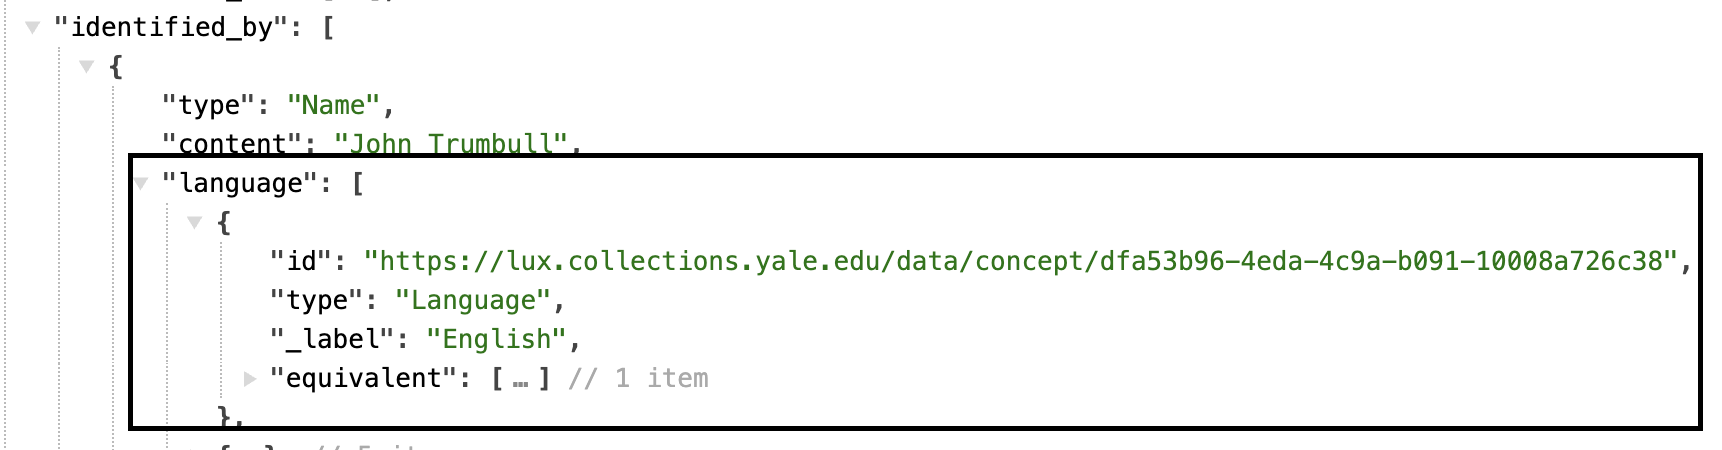 "identified_by": [
{
"type": "Name",
"content": "John Trumbull",
"language": [
{
"id": "https://lux.collections.yale.edu/data/concept/dfa53b96-4eda-4c9a-b091-10008a726c38",
"type": "Language",
"_label": "English",
"equivalent": [ … ] // 1 item
},